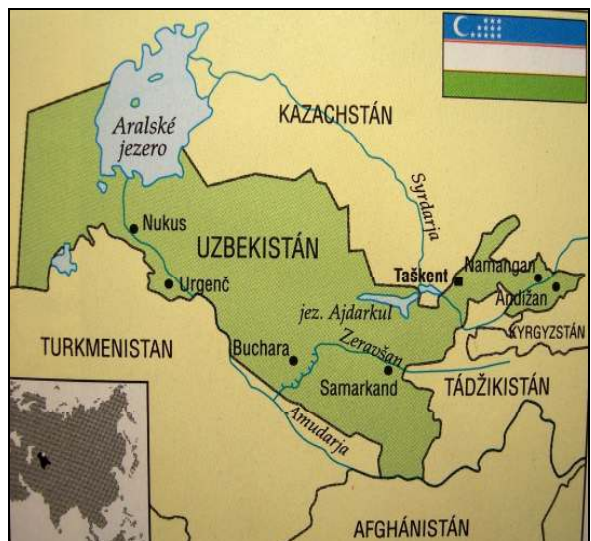 KAZACHSTÁN
Aralské
jezero
Syrdarja
Nukus
UZBEKISTÁN
Taškent
Namangan
Urgenč
Andižan
jez. Ajdarkul
KYRGYZSTÁN
TURKMENISTAN
Buchara
Zeravšan
Samarkand
TÁDŽIKISTÁN
Amudarja
AFGHÁNISTÁN